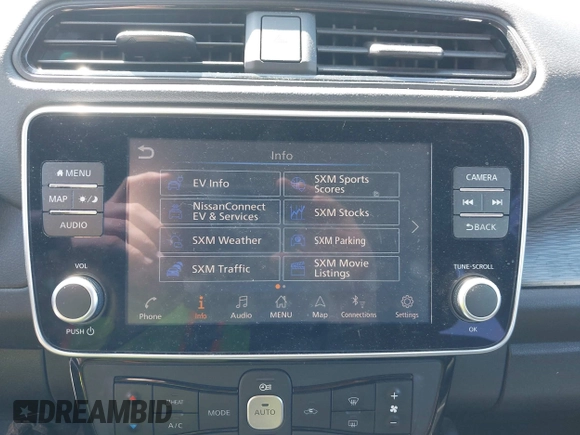 Info
EV Info
SXM Sports
Scores
NissanConnect
EV & Services
SXM Stocks
SXM Weather
SXM Parking
SXM Traffic
SXM Movie
Listings
Phone
Info
Audio
MENU
Map
Connections
Settings
MENU
MAP
AUDIO
VOL
PUSH
CAMERA
BACK
TUNE·SCROLL
OK
HEAT
A/C
MODE
AUTO
DREAMBID